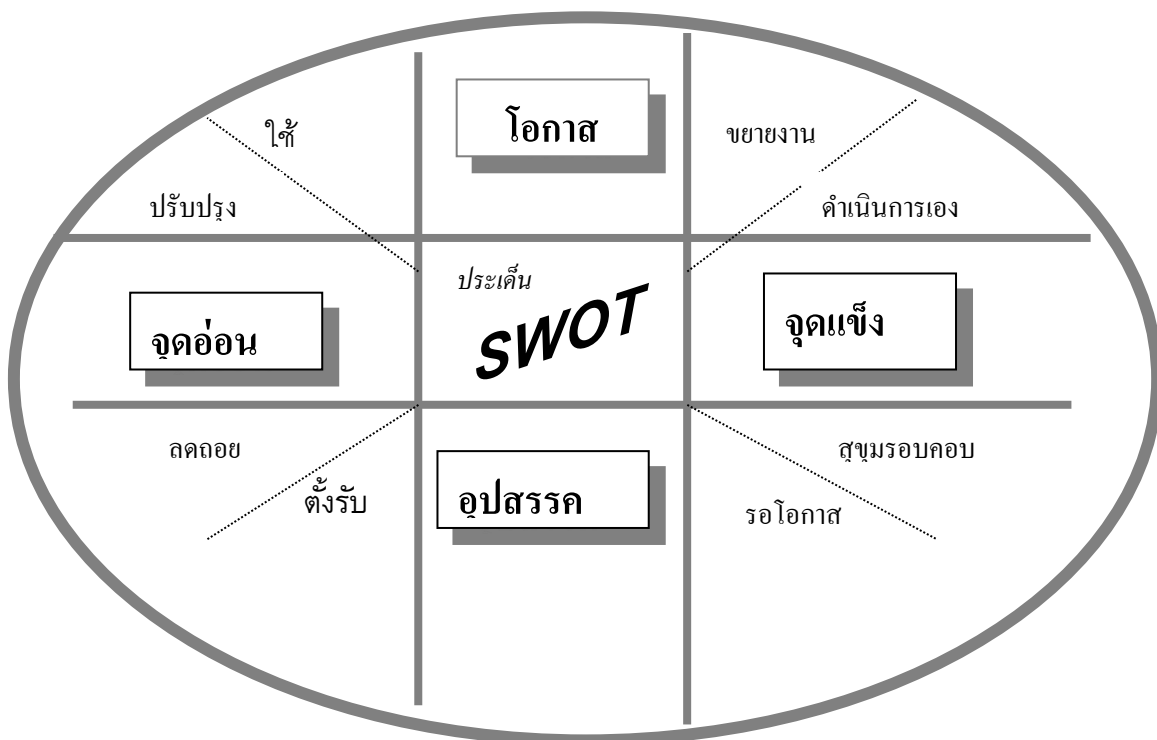 โอกาส
ใช้
ขยายงาน
ปรับปรุง
ดำเนินการเอง
ประเด็น
SWOT
จุดอ่อน
จุดแข็ง
ลดถอย
สุขุมรอบคอบ
ตั้งรับ
อุปสรรค
รอโอกาส